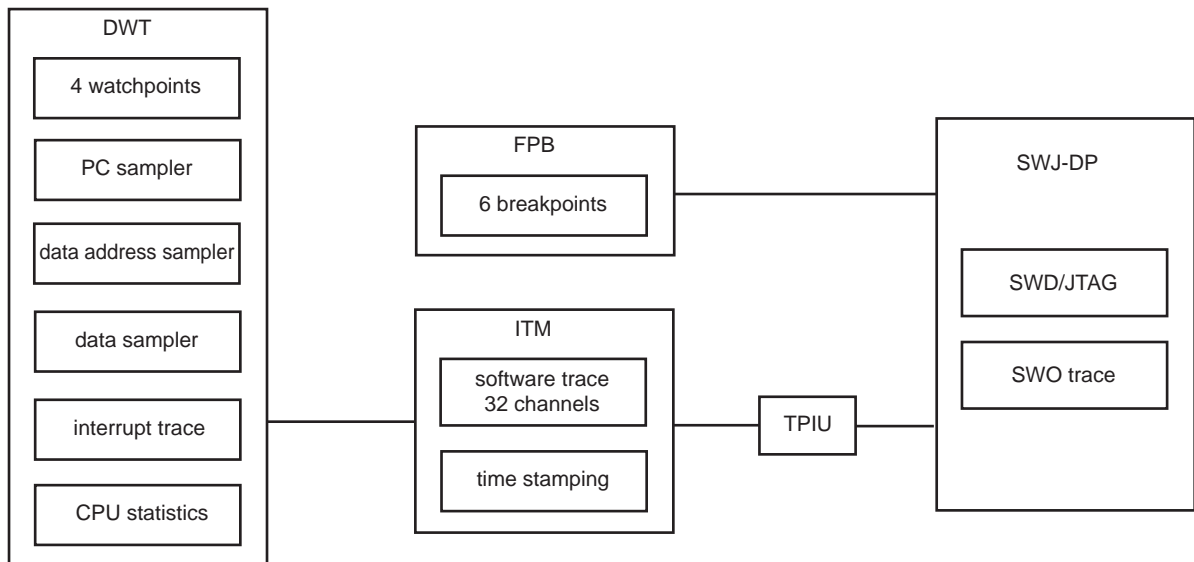 DWT
4 watchpoints
PC sampler
data address sampler
data sampler
interrupt trace
CPU statistics
FPB
6 breakpoints
ITM
software trace
32 channels
time stamping
TPIU
SWJ-DP
SWD/JTAG
SWO trace